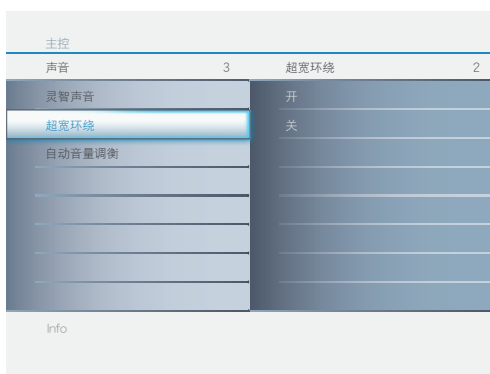 主控
声音 3 超宽环绕 2
灵智声音 开
超宽环绕 关
自动音量调衡
Info